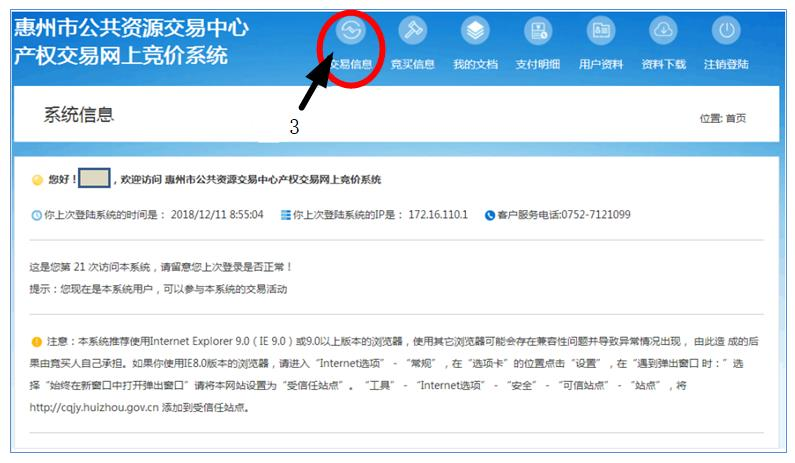 惠州市公共资源交易中心
产权交易网上竞价系统
交易信息 竞买信息 我的文档 支付明细 用户资料 资料下载 注销登陆
3
系统信息
位置: 首页
您好！ ，欢迎访问 惠州市公共资源交易中心产权交易网上竞价系统
你上次登陆系统的时间是： 2018/12/11 8:55:04 你上次登陆系统的IP是： 172.16.110.1 客户服务电话:0752-7121099
这是您第 21 次访问本系统，请留意您上次登录是否正常！
提示：您现在是本系统用户，可以参与本系统的交易活动
注意：本系统推荐使用Internet Explorer 9.0（IE 9.0）或9.0以上版本的浏览器，使用其它浏览器可能会存在兼容性问题并导致异常情况出现， 由此造 成的后
果由竞买人自己承担。如果你使用IE8.0版本的浏览器，请进入“Internet选项” - “常规”，在“选项卡”的位置点击“设置”，在“遇到弹出窗口 时：”选
择“始终在新窗口中打开弹出窗口”请将本网站设置为“受信任站点”。 “工具” - “Internet选项” - “安全” - “可信站点” - “站点”，将
http://cqjy.huizhou.gov.cn 添加到受信任站点。